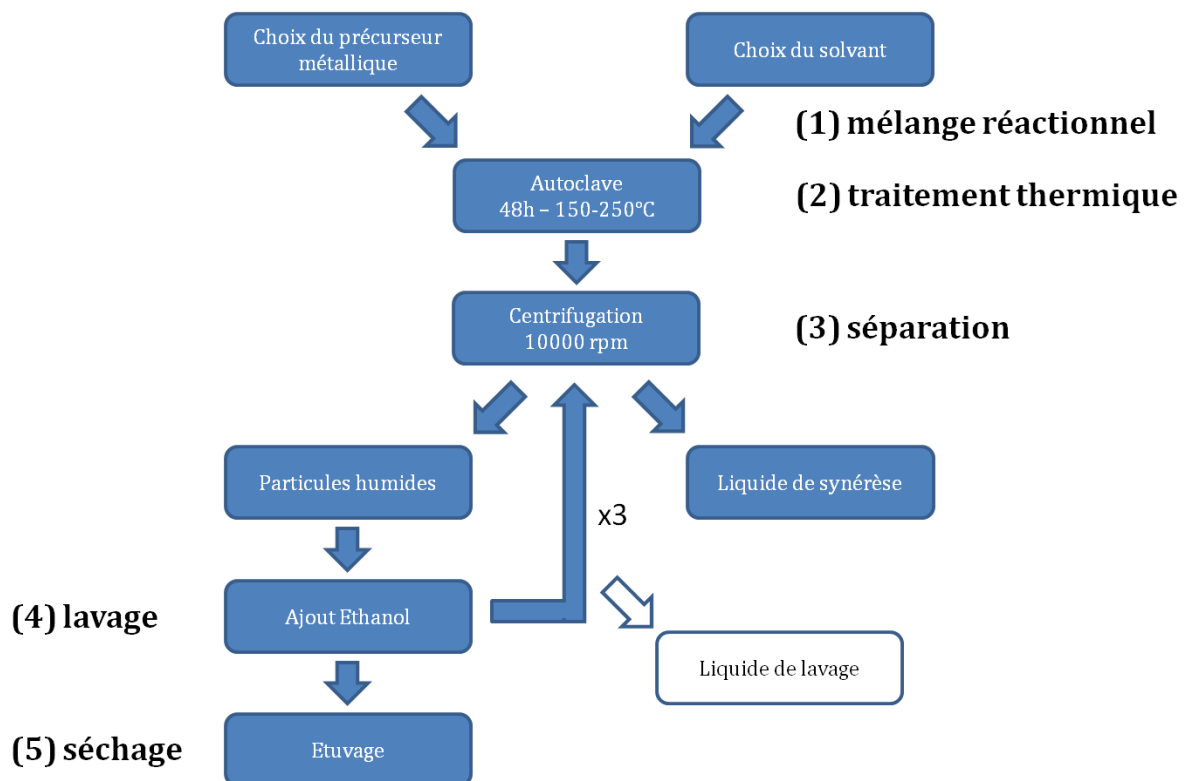 Choix du précurseur
métallique
Choix du solvant
(1) mélange réactionnel
Autoclave
48h – 150-250°C
(2) traitement thermique
Centrifugation
10000 rpm
(3) séparation
Particules humides
Liquide de synérèse
x3
(4) lavage
Ajout Ethanol
Liquide de lavage
(5) séchage
Etuvage